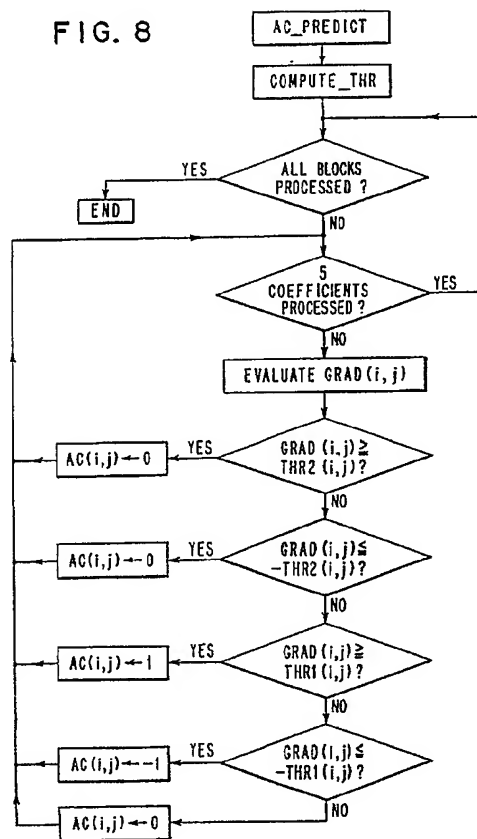 FIG. 8
AC_PREDICT
COMPUTE_THR
ALL BLOCKS
PROCESSED ?
YES
END
NO
5
COEFFICIENTS
PROCESSED ?
YES
NO
EVALUATE GRAD(i,j)
GRAD (i,j) ≧
THR2(i,j)?
YES
AC(i,j)←0
NO
GRAD (i,j) ≦
-THR2(i,j)?
YES
AC(i,j)←0
NO
GRAD (i,j) ≧
THR1(i,j)?
YES
AC(i,j)←1
NO
GRAD(i,j) ≦
-THR1(i,j)?
YES
AC(i,j)←-1
NO
AC(i,j)←0